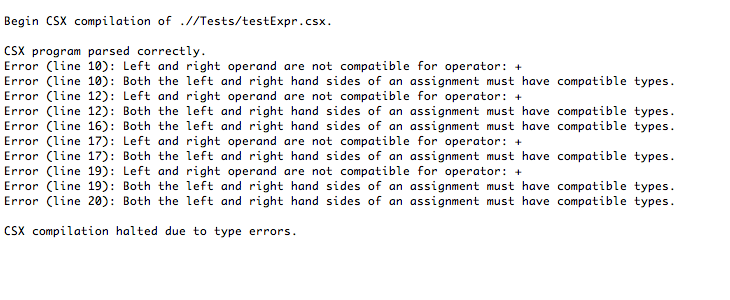 Begin CSX compilation of .//Tests/testExpr.csx.
CSX program parsed correctly.
Error (line 10): Left and right operand are not compatible for operator: +
Error (line 10): Both the left and right hand sides of an assignment must have compatible types.
Error (line 12): Left and right operand are not compatible for operator: +
Error (line 12): Both the left and right hand sides of an assignment must have compatible types.
Error (line 16): Both the left and right hand sides of an assignment must have compatible types.
Error (line 17): Left and right operand are not compatible for operator: +
Error (line 17): Both the left and right hand sides of an assignment must have compatible types.
Error (line 19): Left and right operand are not compatible for operator: +
Error (line 19): Both the left and right hand sides of an assignment must have compatible types.
Error (line 20): Both the left and right hand sides of an assignment must have compatible types.
CSX compilation halted due to type errors.